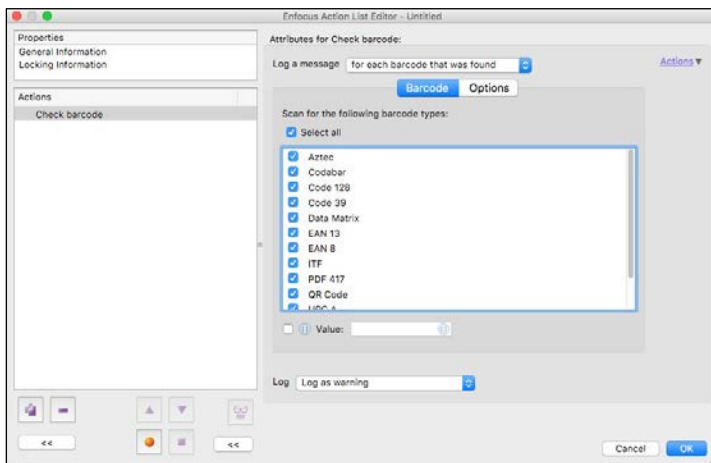 Enfocus Action List Editor - Untitled
Properties
General Information
Locking Information
Actions
Check barcode
<<
<<
Attributes for Check barcode:
Log a message for each barcode that was found
Actions ▼
Barcode Options
Scan for the following barcode types:
Select all
Aztec
Codabar
Code 128
Code 39
Data Matrix
EAN 13
EAN 8
ITF
PDF 417
QR Code
UPC A
Value:
Log Log as warning
Cancel OK